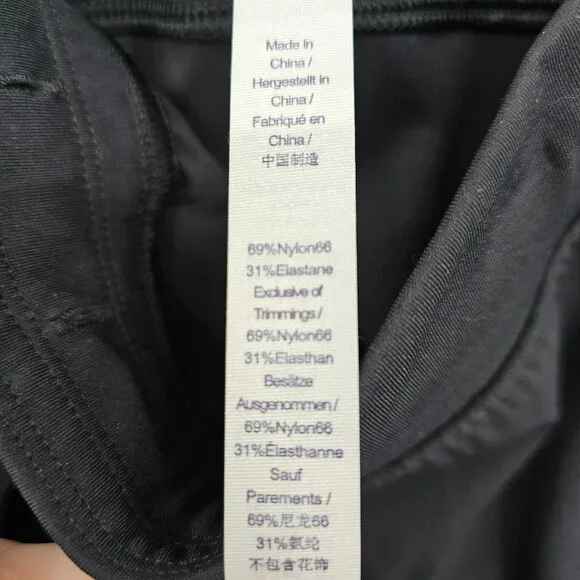 Made in
China /
Hergestellt in
China /
Fabriqué en
China /
中国制造
69%Nylon66
31%Elastane
Exclusive of
Trimmings /
69%Nylon66
31%Elasthan
Besätze
Ausgenommen /
69%Nylon66
31%Élasthanne
Sauf
Parements /
69%尼龙66
31%氨纶
不包含花饰